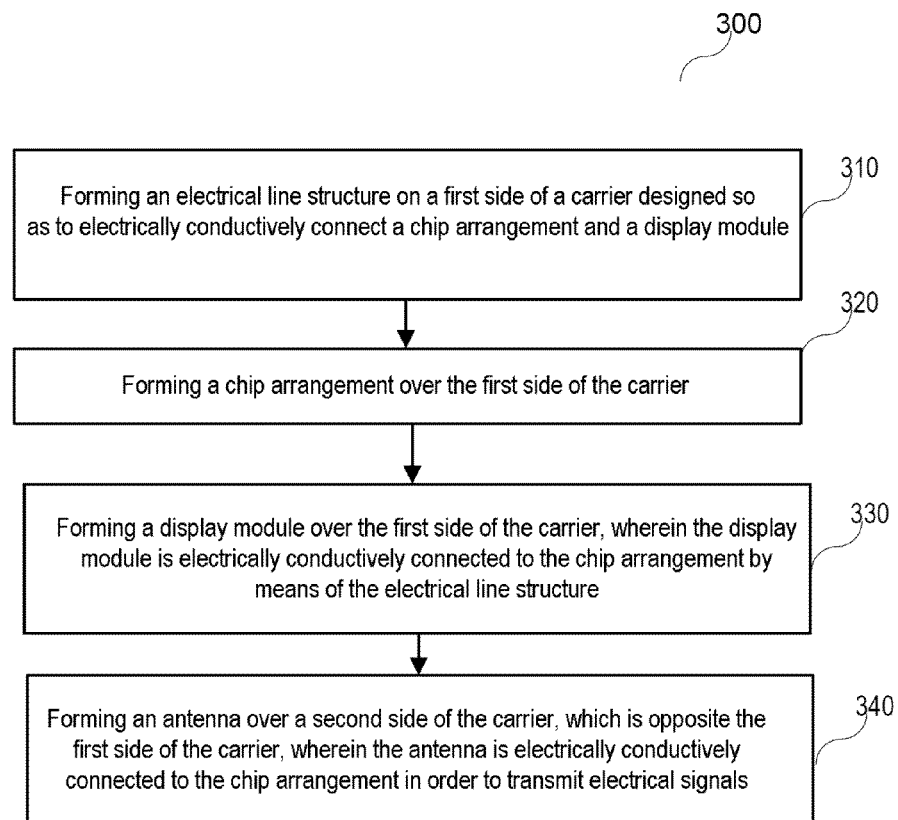 300
310
Forming an electrical line structure on a first side of a carrier designed so
as to electrically conductively connect a chip arrangement and a display module
320
Forming a chip arrangement over the first side of the carrier
330
Forming a display module over the first side of the carrier, wherein the display
module is electrically conductively connected to the chip arrangement by
means of the electrical line structure
340
Forming an antenna over a second side of the carrier, which is opposite the
first side of the carrier, wherein the antenna is electrically conductively
connected to the chip arrangement in order to transmit electrical signals